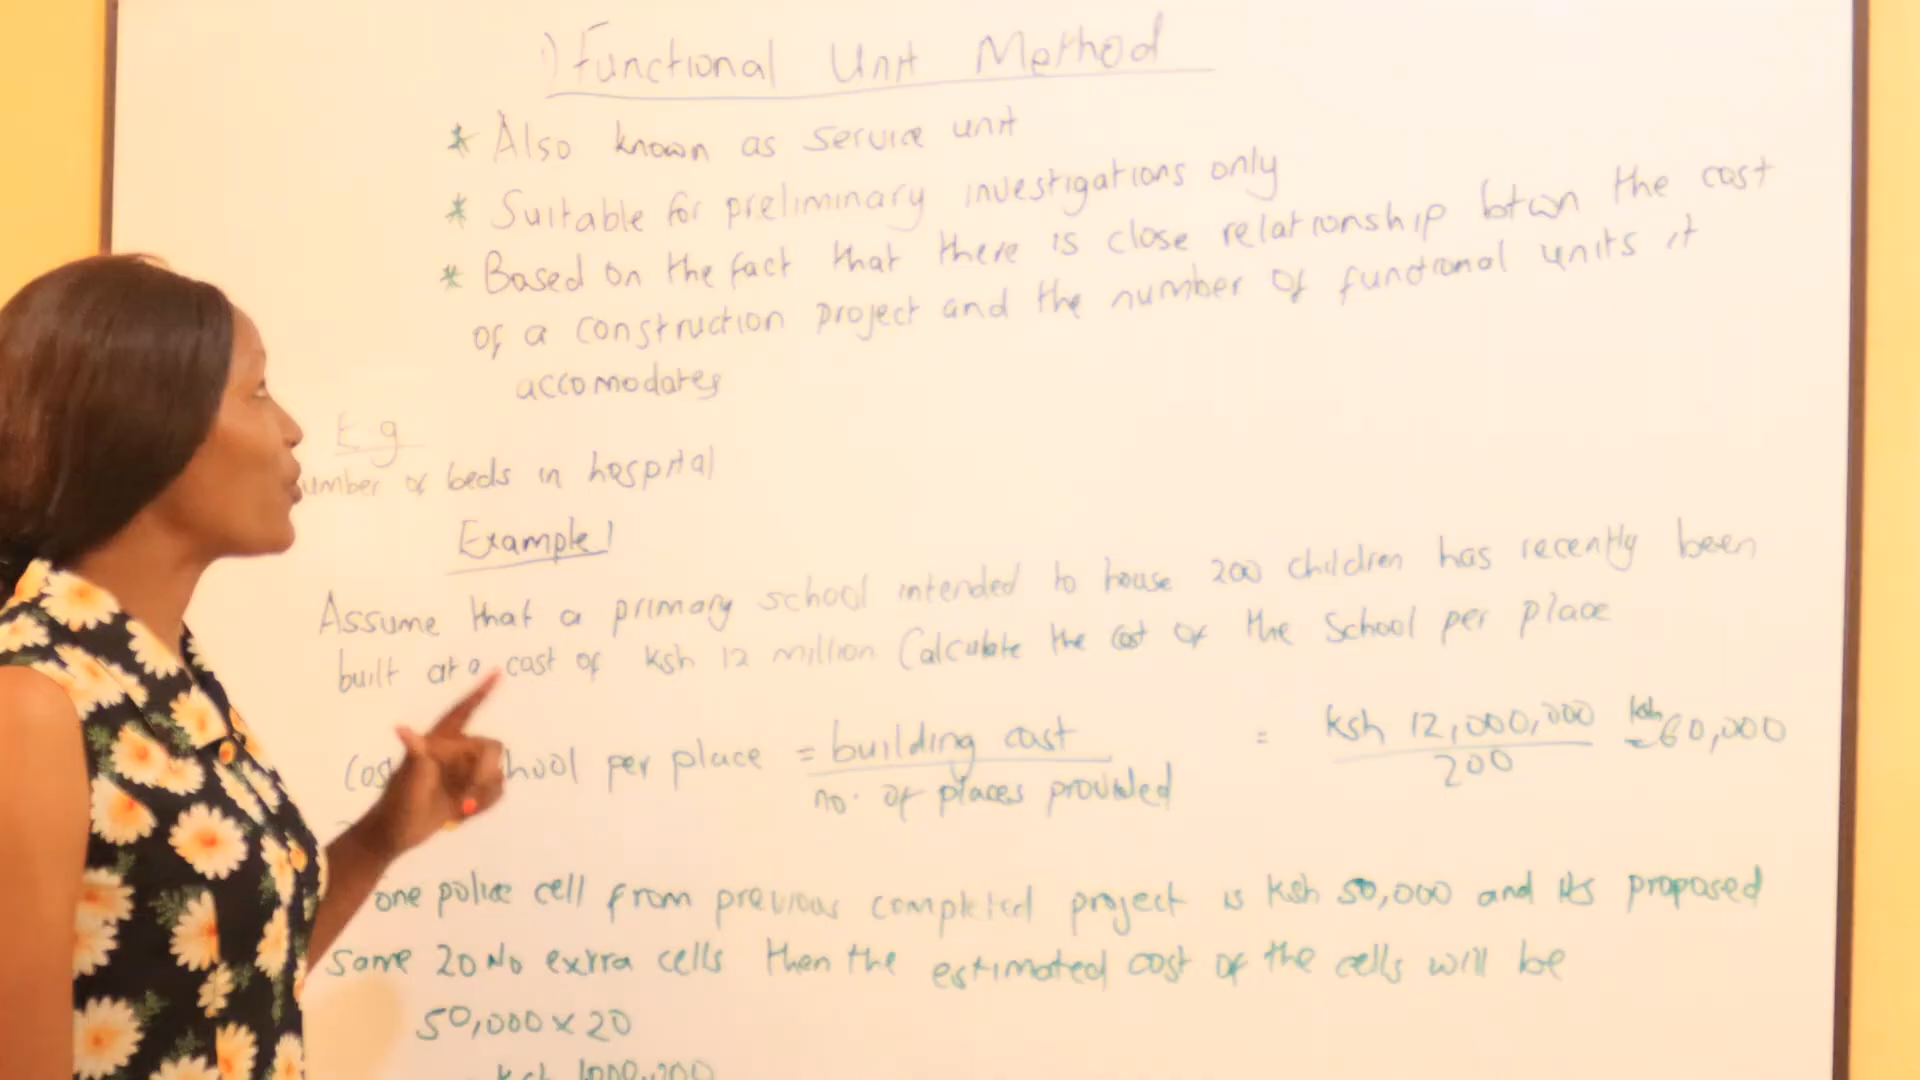 1) Functional Unit Method
* Also known as service unit
* Suitable for preliminary investigations only
* Based on the fact that there is close relationship btwn the cost
of a construction project and the number of functional units it
accomodates
E.g
umber of beds in hospital
Example 1
Assume that a primary school intended to house 200 children has recently been
built at a cost of Ksh 12 million Calculate the cost of the School per place
Cos hool per place = building cost / no. of places provided = Ksh 12,000,000 / 200 = Ksh 60,000
one police cell from previous completed project is Ksh 50,000 and its proposed
same 20 No extra cells then the estimated cost of the cells will be
50,000 x 20